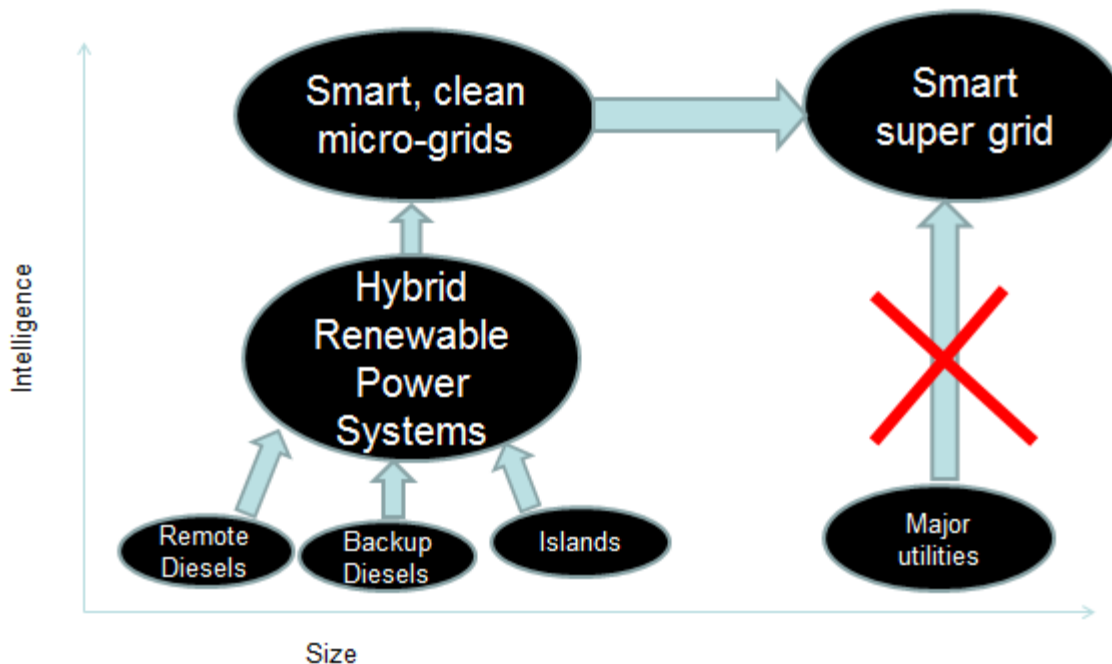 Smart, clean
micro-grids
Smart
super grid
Intelligence
Hybrid
Renewable
Power
Systems
Remote
Diesels
Backup
Diesels
Islands
Major
utilities
Size